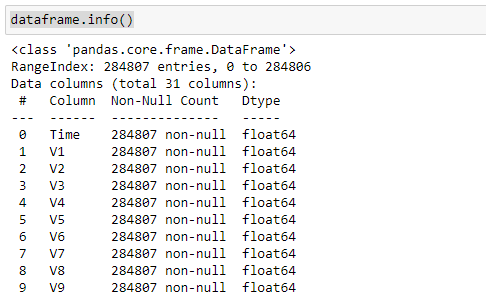 dataframe.info()
<class 'pandas.core.frame.DataFrame'>
RangeIndex: 284807 entries, 0 to 284806
Data columns (total 31 columns):
 #   Column  Non-Null Count   Dtype
---  ------  --------------   -----
 0   Time    284807 non-null  float64
 1   V1      284807 non-null  float64
 2   V2      284807 non-null  float64
 3   V3      284807 non-null  float64
 4   V4      284807 non-null  float64
 5   V5      284807 non-null  float64
 6   V6      284807 non-null  float64
 7   V7      284807 non-null  float64
 8   V8      284807 non-null  float64
 9   V9      284807 non-null  float64